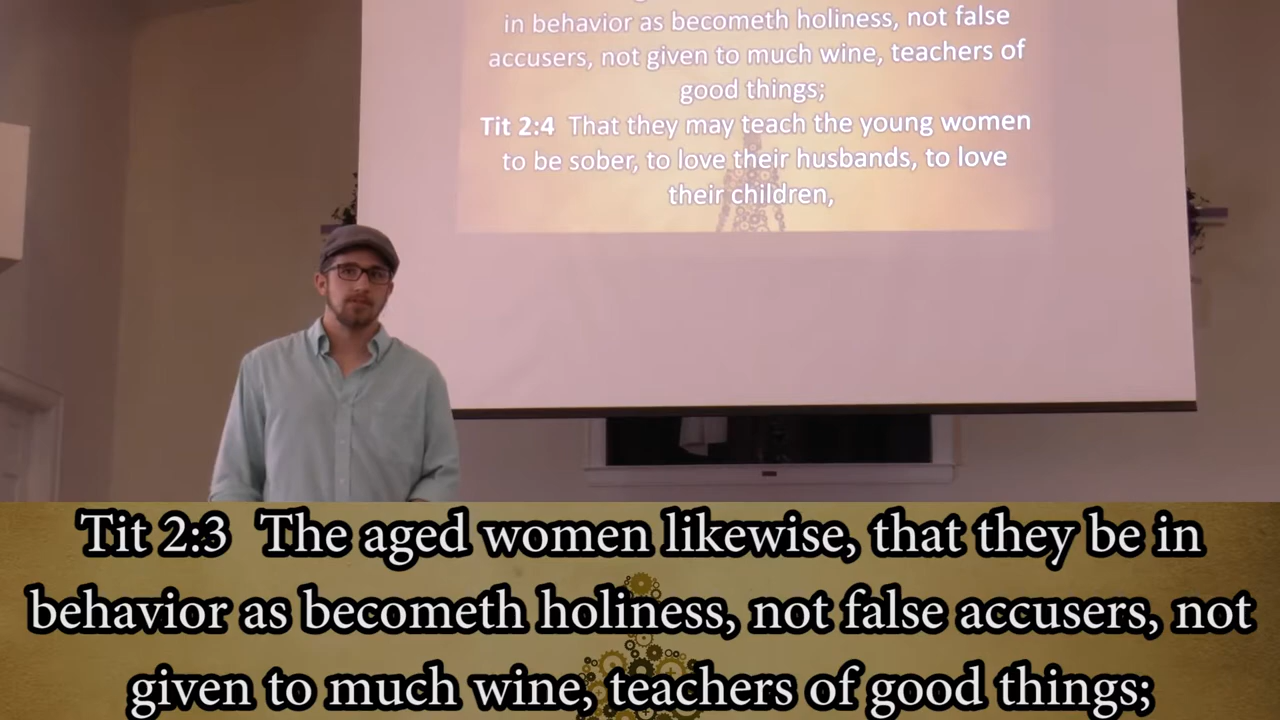 in behavior as becometh holiness, not false
accusers, not given to much wine, teachers of
good things;
Tit 2:4 That they may teach the young women
to be sober, to love their husbands, to love
their children,
Tit 2:3 The aged women likewise, that they be in
behavior as becometh holiness, not false accusers, not
given to much wine, teachers of good things;